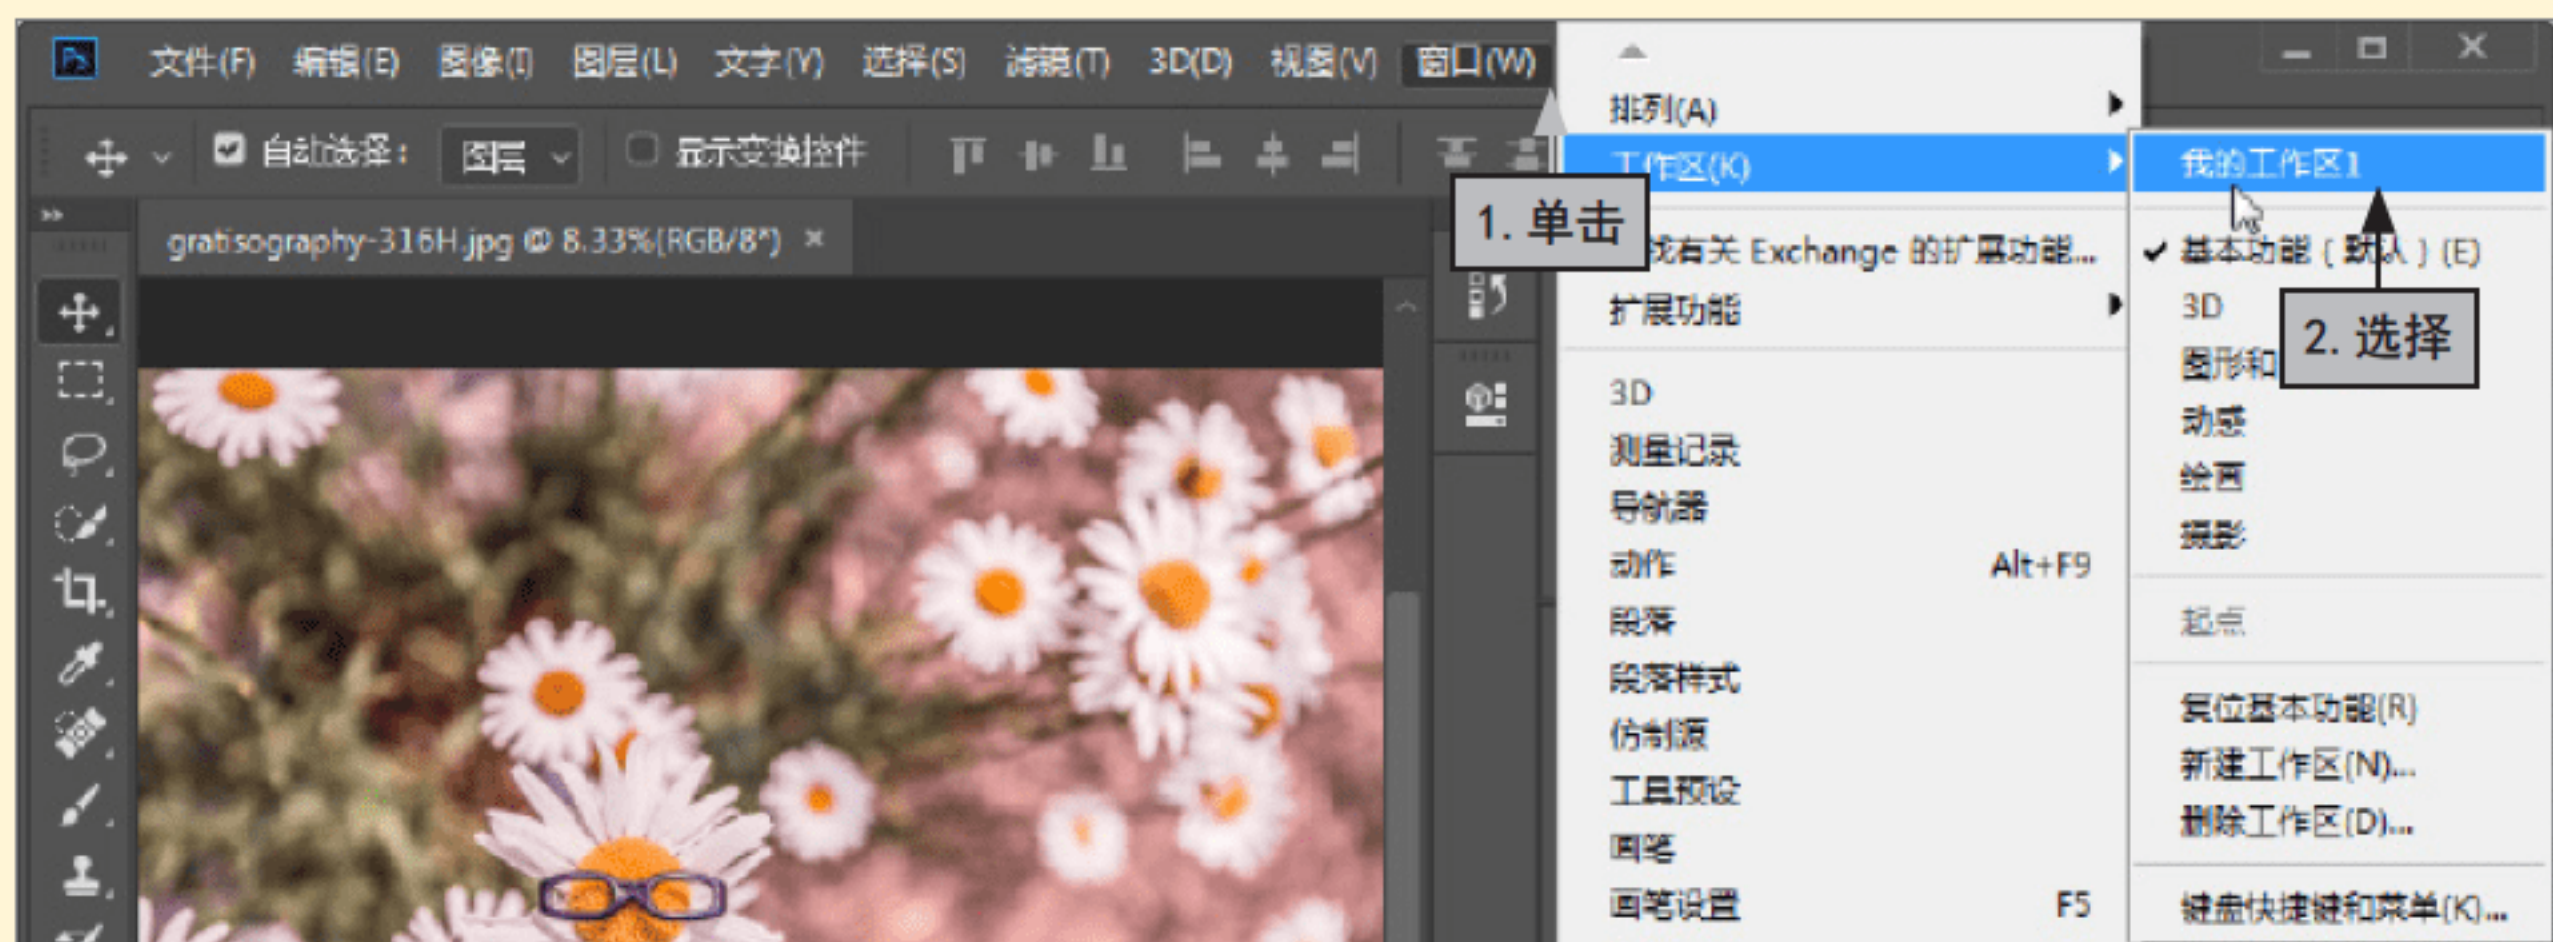 Ps 文件(F) 编辑(E) 图像(I) 图层(L) 文字(Y) 选择(S) 滤镜(T) 3D(D) 视图(V) 窗口(W)
自动选择： 图层 显示变换控件
gratisography-316H.jpg @ 8.33%(RGB/8*) ×
排列(A)
工作区(K)
1. 单击
找有关 Exchange 的扩展功能...
扩展功能
3D
测量记录
导航器
动作 Alt+F9
段落
段落样式
仿制源
工具预设
画笔
画笔设置 F5
我的工作区1
基本功能 ( 默认 ) (E)
3D
2. 选择
图形和
动感
绘画
摄影
起点
复位基本功能(R)
新建工作区(N)...
删除工作区(D)...
键盘快捷键和菜单(K)...